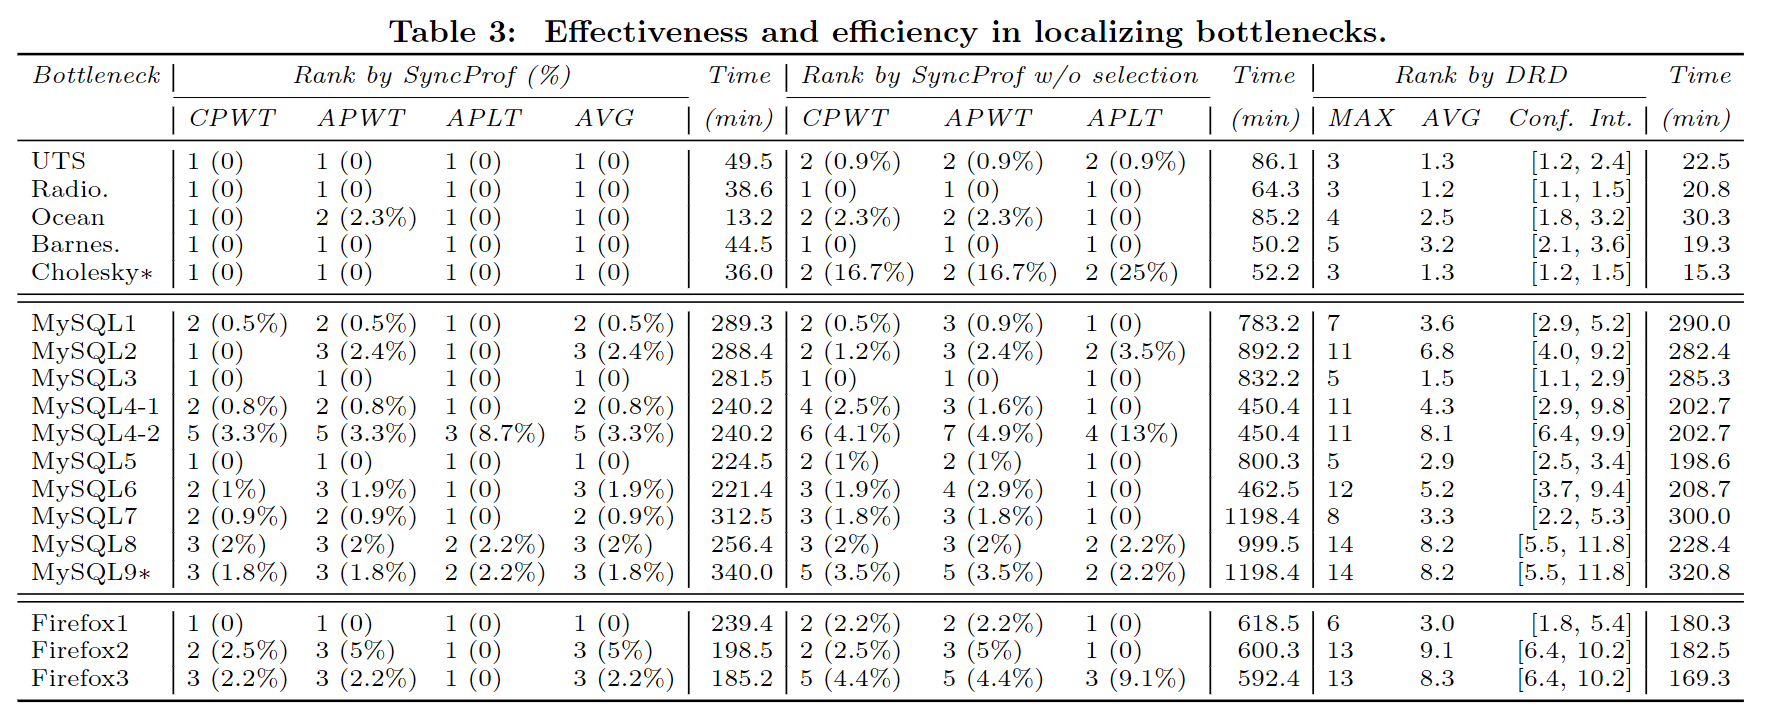 Table 3: Effectiveness and efficiency in localizing bottlenecks.
Bottleneck Rank by SyncProf (%) Time Rank by SyncProf w/o selection Time Rank by DRD Time
CPWT APWT APLT AVG (min) CPWT APWT APLT (min) MAX AVG Conf. Int. (min)
UTS 1 (0) 1 (0) 1 (0) 1 (0) 49.5 2 (0.9%) 2 (0.9%) 2 (0.9%) 86.1 3 1.3 [1.2, 2.4] 22.5
Radio. 1 (0) 1 (0) 1 (0) 1 (0) 38.6 1 (0) 1 (0) 1 (0) 64.3 3 1.2 [1.1, 1.5] 20.8
Ocean 1 (0) 2 (2.3%) 1 (0) 1 (0) 13.2 2 (2.3%) 2 (2.3%) 1 (0) 85.2 4 2.5 [1.8, 3.2] 30.3
Barnes. 1 (0) 1 (0) 1 (0) 1 (0) 44.5 1 (0) 1 (0) 1 (0) 50.2 5 3.2 [2.1, 3.6] 19.3
Cholesky∗ 1 (0) 1 (0) 1 (0) 1 (0) 36.0 2 (16.7%) 2 (16.7%) 2 (25%) 52.2 3 1.3 [1.2, 1.5] 15.3
MySQL1 2 (0.5%) 2 (0.5%) 1 (0) 2 (0.5%) 289.3 2 (0.5%) 3 (0.9%) 1 (0) 783.2 7 3.6 [2.9, 5.2] 290.0
MySQL2 1 (0) 3 (2.4%) 1 (0) 3 (2.4%) 288.4 2 (1.2%) 3 (2.4%) 2 (3.5%) 892.2 11 6.8 [4.0, 9.2] 282.4
MySQL3 1 (0) 1 (0) 1 (0) 1 (0) 281.5 1 (0) 1 (0) 1 (0) 832.2 5 1.5 [1.1, 2.9] 285.3
MySQL4-1 2 (0.8%) 2 (0.8%) 1 (0) 2 (0.8%) 240.2 4 (2.5%) 3 (1.6%) 1 (0) 450.4 11 4.3 [2.9, 9.8] 202.7
MySQL4-2 5 (3.3%) 5 (3.3%) 3 (8.7%) 5 (3.3%) 240.2 6 (4.1%) 7 (4.9%) 4 (13%) 450.4 11 8.1 [6.4, 9.9] 202.7
MySQL5 1 (0) 1 (0) 1 (0) 1 (0) 224.5 2 (1%) 2 (1%) 1 (0) 800.3 5 2.9 [2.5, 3.4] 198.6
MySQL6 2 (1%) 3 (1.9%) 1 (0) 3 (1.9%) 221.4 3 (1.9%) 4 (2.9%) 1 (0) 462.5 12 5.2 [3.7, 9.4] 208.7
MySQL7 2 (0.9%) 2 (0.9%) 1 (0) 2 (0.9%) 312.5 3 (1.8%) 3 (1.8%) 1 (0) 1198.4 8 3.3 [2.2, 5.3] 300.0
MySQL8 3 (2%) 3 (2%) 2 (2.2%) 3 (2%) 256.4 3 (2%) 3 (2%) 2 (2.2%) 999.5 14 8.2 [5.5, 11.8] 228.4
MySQL9∗ 3 (1.8%) 3 (1.8%) 2 (2.2%) 3 (1.8%) 340.0 5 (3.5%) 5 (3.5%) 2 (2.2%) 1198.4 14 8.2 [5.5, 11.8] 320.8
Firefox1 1 (0) 1 (0) 1 (0) 1 (0) 239.4 2 (2.2%) 2 (2.2%) 1 (0) 618.5 6 3.0 [1.8, 5.4] 180.3
Firefox2 2 (2.5%) 3 (5%) 1 (0) 3 (5%) 198.5 2 (2.5%) 3 (5%) 1 (0) 600.3 13 9.1 [6.4, 10.2] 182.5
Firefox3 3 (2.2%) 3 (2.2%) 1 (0) 3 (2.2%) 185.2 5 (4.4%) 5 (4.4%) 3 (9.1%) 592.4 13 8.3 [6.4, 10.2] 169.3